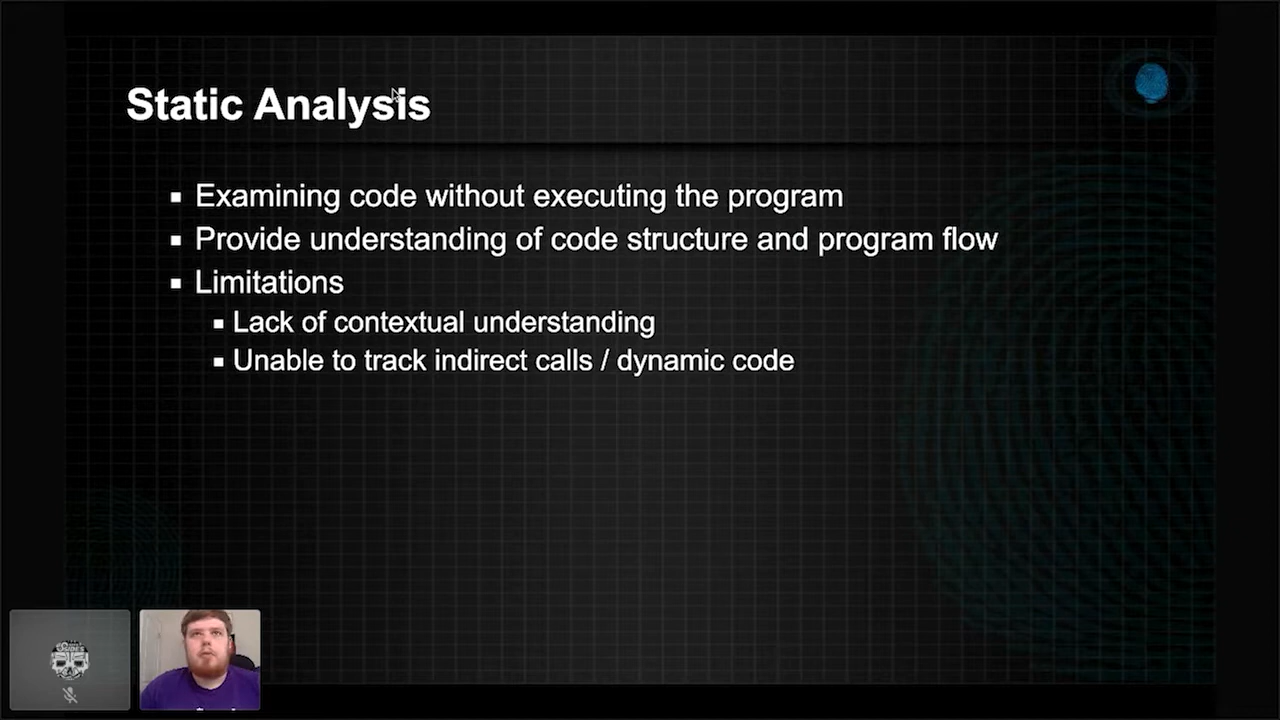 Static Analysis
Examining code without executing the program
Provide understanding of code structure and program flow
Limitations
Lack of contextual understanding
Unable to track indirect calls / dynamic code
SIDES